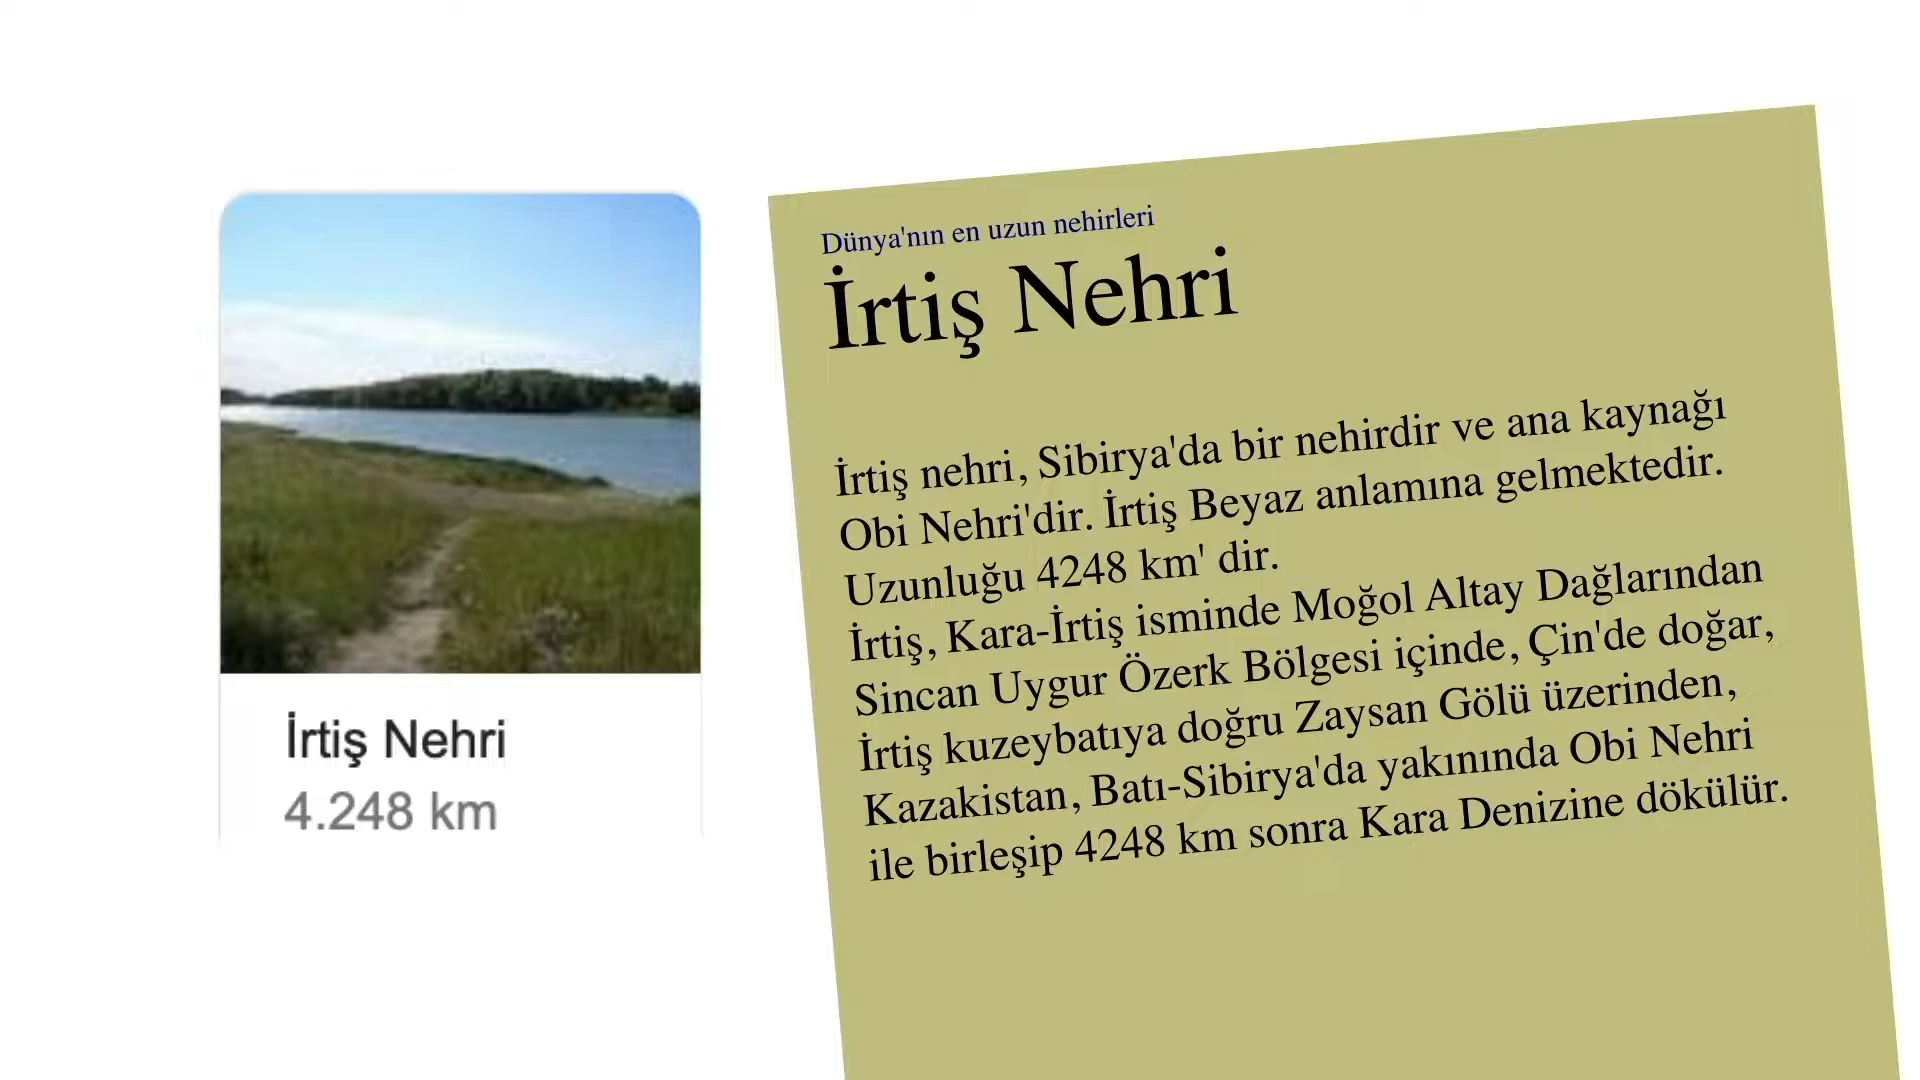 İrtiş Nehri
4.248 km
Dünya'nın en uzun nehirleri
İrtiş Nehri
İrtiş nehri, Sibirya'da bir nehirdir ve ana kaynağı
Obi Nehri'dir. İrtiş Beyaz anlamına gelmektedir.
Uzunluğu 4248 km' dir.
İrtiş, Kara-İrtiş isminde Moğol Altay Dağlarından
Sincan Uygur Özerk Bölgesi içinde, Çin'de doğar,
İrtiş kuzeybatıya doğru Zaysan Gölü üzerinden,
Kazakistan, Batı-Sibirya'da yakınında Obi Nehri
ile birleşip 4248 km sonra Kara Denizine dökülür.